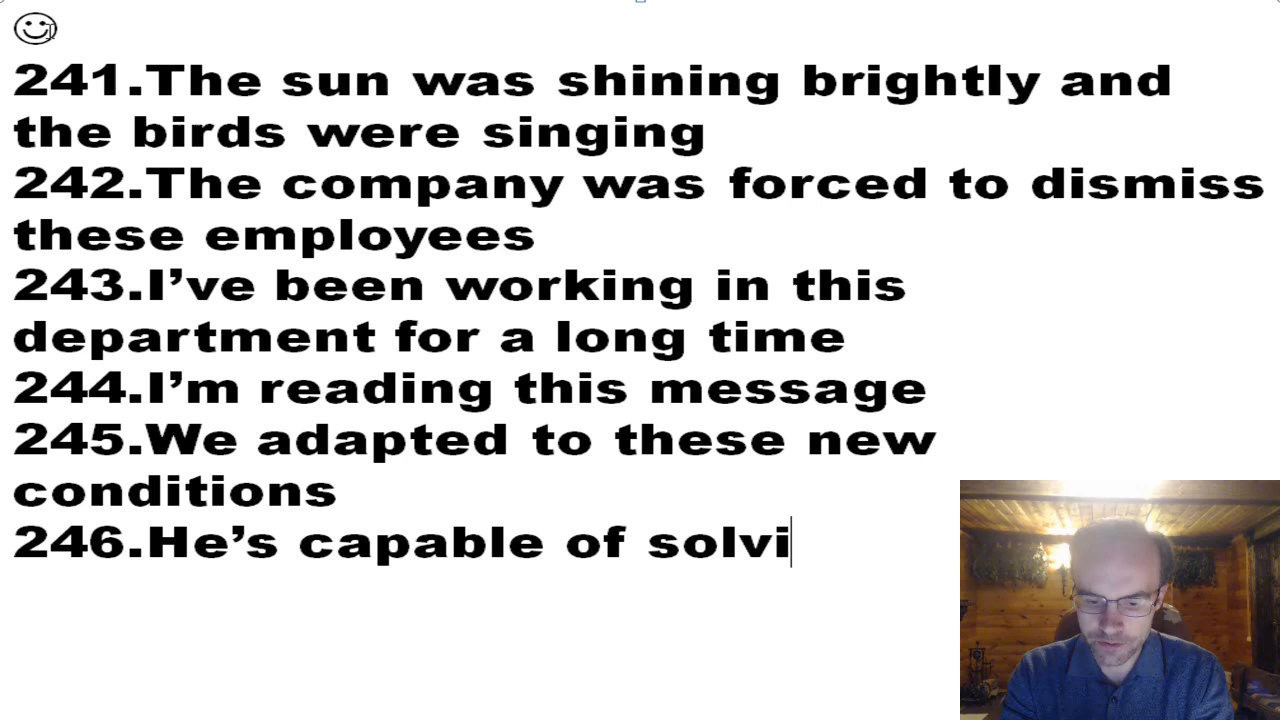 241.The sun was shining brightly and
the birds were singing
242.The company was forced to dismiss
these employees
243.I’ve been working in this
department for a long time
244.I’m reading this message
245.We adapted to these new
conditions
246.He’s capable of solvi